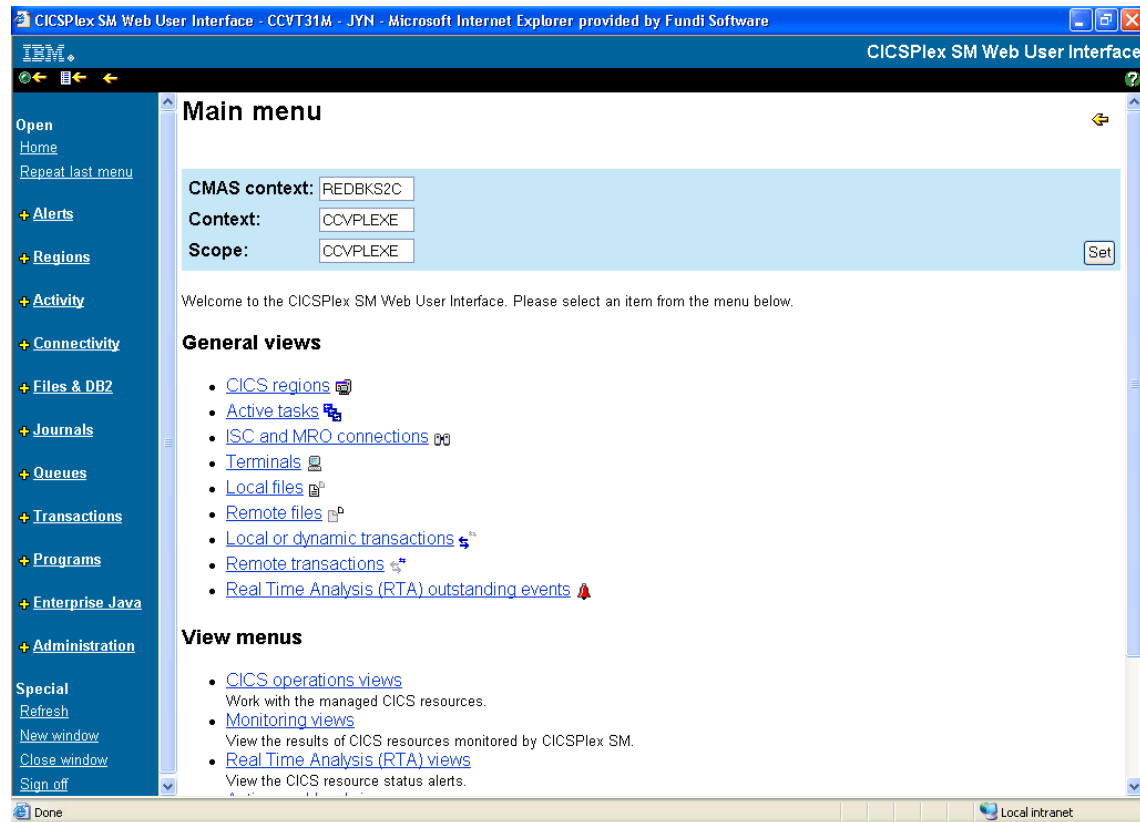 CICSPlex SM Web User Interface - CCVT31M - JYN - Microsoft Internet Explorer provided by Fundi Software
IBM
CICSPlex SM Web User Interface
Open
Home
Repeat last menu
Alerts
Regions
Activity
Connectivity
Files & DB2
Journals
Queues
Transactions
Programs
Enterprise Java
Administration
Special
Refresh
New window
Close window
Sign off
Main menu
CMAS context: REDBKS2C
Context: CCVPLEXE
Scope: CCVPLEXE
Set
Welcome to the CICSPlex SM Web User Interface. Please select an item from the menu below.
General views
• CICS regions
• Active tasks
• ISC and MRO connections
• Terminals
• Local files
• Remote files
• Local or dynamic transactions
• Remote transactions
• Real Time Analysis (RTA) outstanding events
View menus
• CICS operations views
Work with the managed CICS resources.
• Monitoring views
View the results of CICS resources monitored by CICSPlex SM.
• Real Time Analysis (RTA) views
View the CICS resource status alerts.
Done
Local intranet